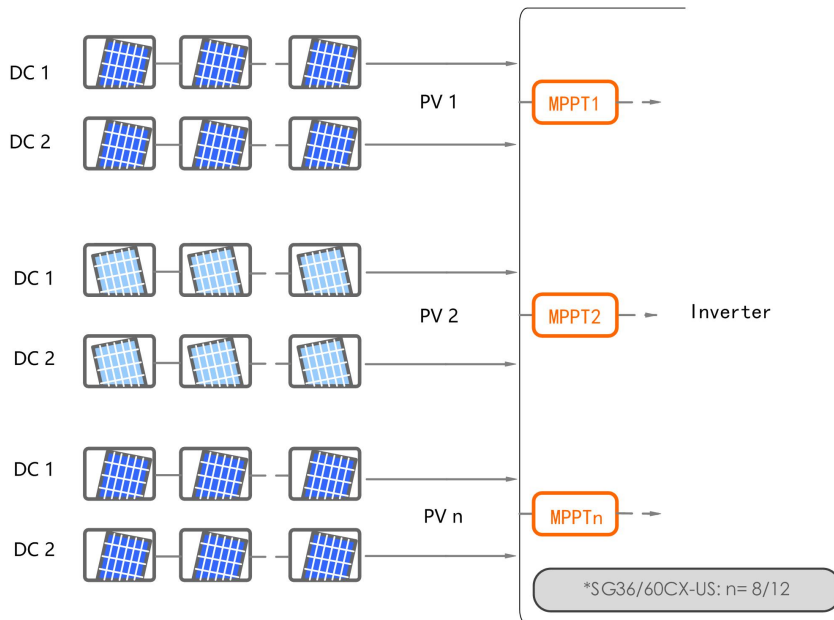 DC 1
PV 1
MPPT1
DC 2
DC 1
PV 2
MPPT2
Inverter
DC 2
DC 1
PV n
MPPTn
DC 2
*SG36/60CX-US: n= 8/12